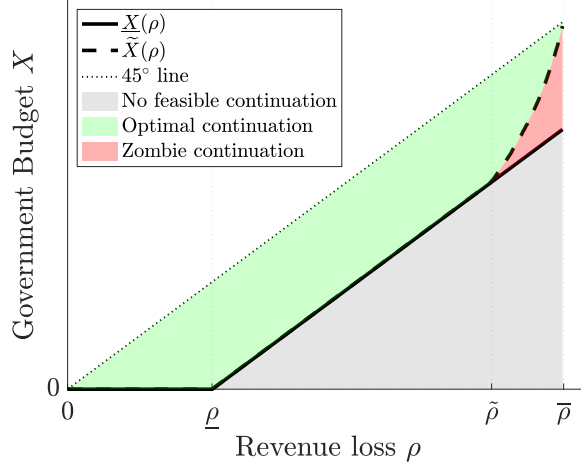 X̲(ρ)
X̃(ρ)
45° line
No feasible continuation
Optimal continuation
Zombie continuation
Government Budget X
0
0 ρ̲ ρ̃ ρ̅
Revenue loss ρ